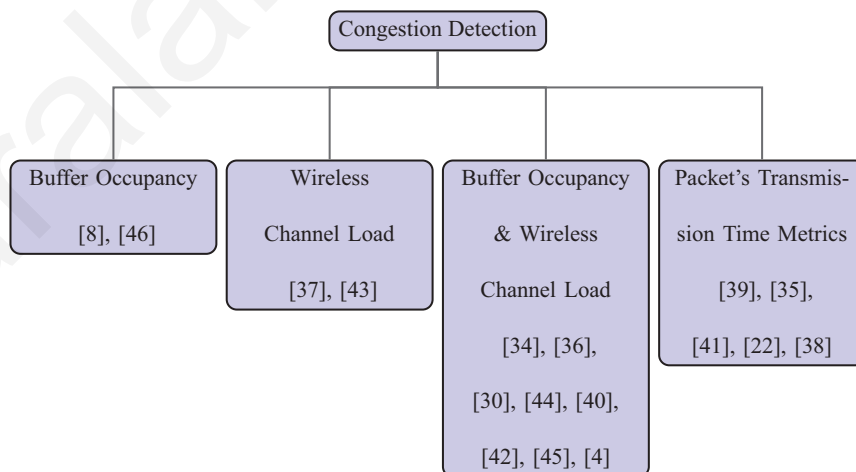 Congestion Detection
Buffer Occupancy
[8], [46]
Wireless
Channel Load
[37], [43]
Buffer Occupancy
& Wireless
Channel Load
[34], [36],
[30], [44], [40],
[42], [45], [4]
Packet's Transmis-
sion Time Metrics
[39], [35],
[41], [22], [38]